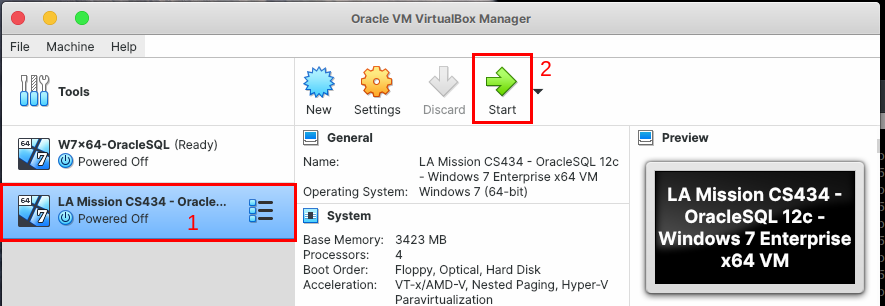 Oracle VM VirtualBox Manager
File Machine Help
Tools
New Settings Discard Start
2
W7x64-OracleSQL (Ready)
Powered Off
LA Mission CS434 - Oracle...
Powered Off
1
General
Name: LA Mission CS434 - OracleSQL 12c
- Windows 7 Enterprise x64 VM
Operating System: Windows 7 (64-bit)
System
Base Memory: 3423 MB
Processors: 4
Boot Order: Floppy, Optical, Hard Disk
Acceleration: VT-x/AMD-V, Nested Paging, Hyper-V
Paravirtualization
Preview
LA Mission CS434 -
OracleSQL 12c -
Windows 7 Enterprise
x64 VM
64
7
64
7